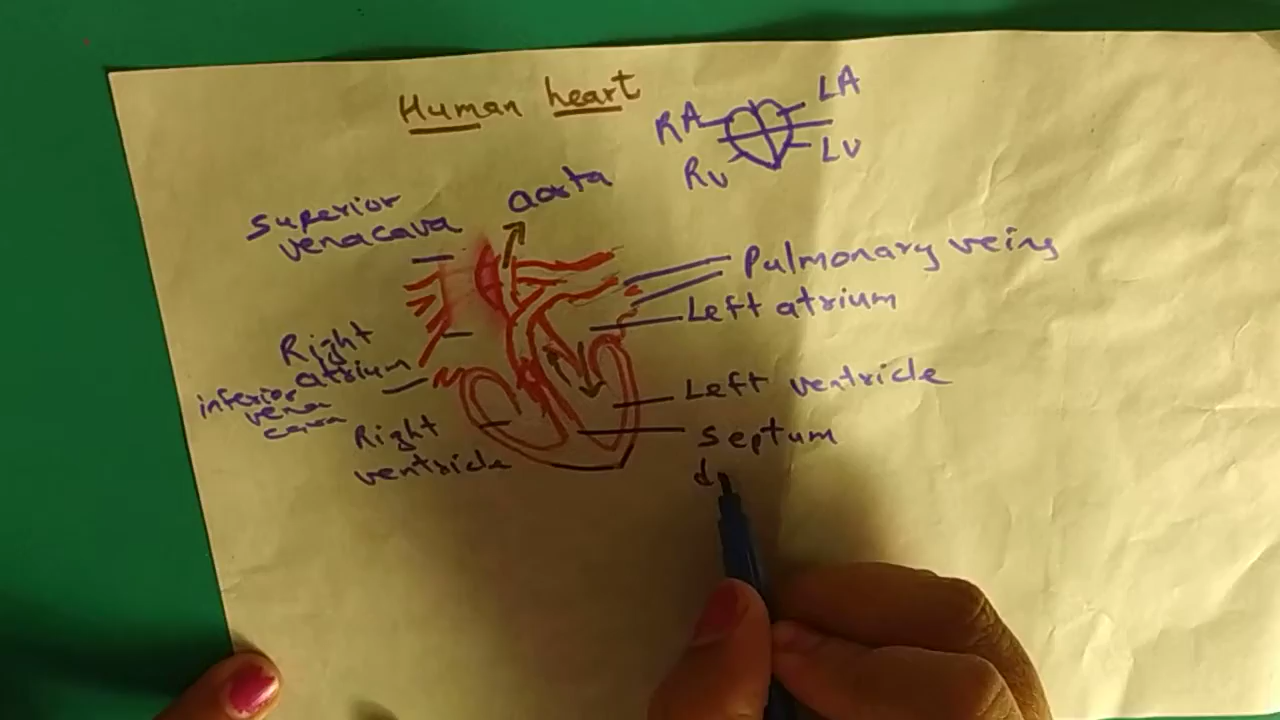 Human heart
RA
LA
RV
LV
aorta
superior
venacava
Pulmonary veins
Left atrium
Right
atrium
inferior
vena
cava
Left ventricle
Right
ventricle
septum
d